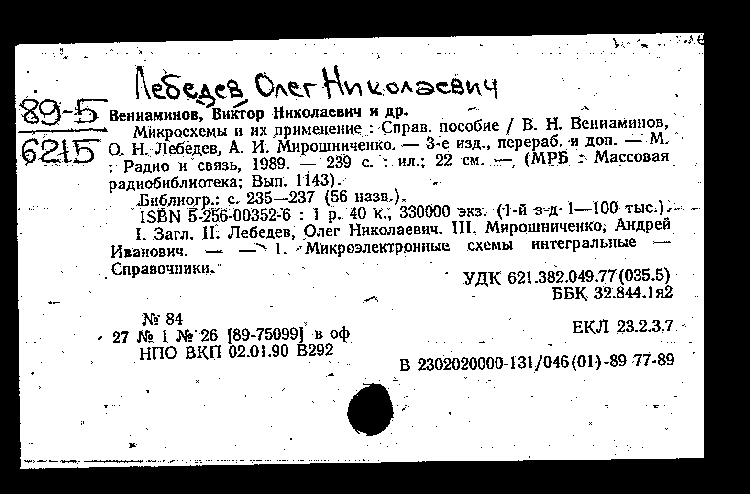 Лебедев Олег Николаевич
89-5
6215
Вениаминов, Виктор Николаевич и др.
Микросхемы и их применение : Справ. пособие / В. Н. Вениаминов,
О. Н. Лебедев, А. И. Мирошниченко. — 3-е изд., перераб. и доп. — М.
: Радио и связь, 1989. — 239 с. : ил.; 22 см. — (МРБ : Массовая
радиобиблиотека; Вып. 1143).
Библиогр.: с. 235—237 (56 назв.).
ISBN 5-256-00352-6 : 1 р. 40 к., 330000 экз. (1-й з-д 1—100 тыс.).
I. Загл. II. Лебедев, Олег Николаевич. III. Мирошниченко, Андрей
Иванович. — — 1. Микроэлектронные схемы интегральные —
Справочники.
УДК 621.382.049.77(035.5)
ББК 32.844.1я2
№ 84
27 № 1 № 26 [89-75099] в оф
НПО ВКП 02.01.90 В292
ЕКЛ 23.2.3.7
В 2302020000-131/046(01)-89 77-89